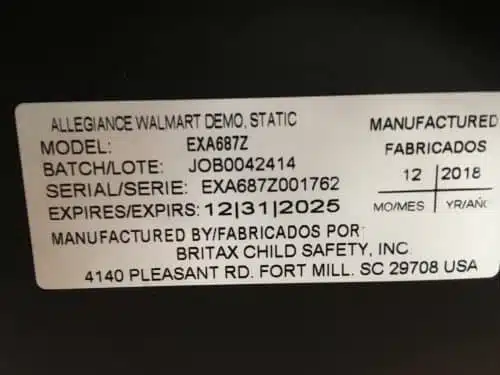 ALLEGIANCE WALMART DEMO, STATIC
MODEL: EXA687Z
BATCH/LOTE: JOB0042414
SERIAL/SERIE: EXA687Z001762
EXPIRES/EXPIRS: 12|31|2025
MANUFACTURED
FABRICADOS
12 2018
MO/MES YR/AÑO
MANUFACTURED BY/FABRICADOS POR:
BRITAX CHILD SAFETY, INC.
4140 PLEASANT RD. FORT MILL. SC 29708 USA